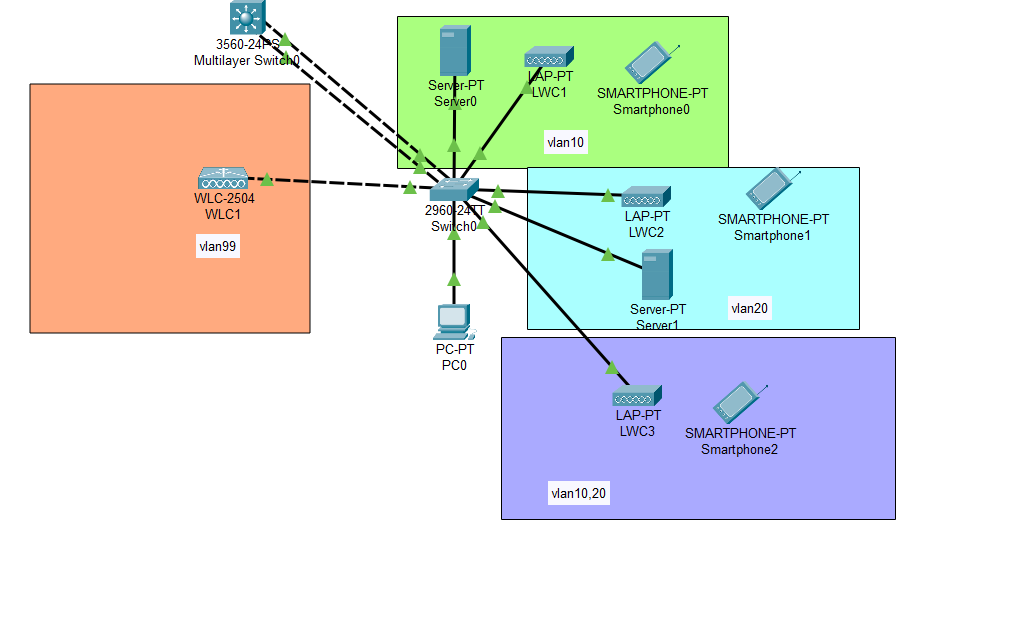 3560-24PS
Multilayer Switch0
Server-PT
Server0
LAP-PT
LWC1
SMARTPHONE-PT
Smartphone0
vlan10
WLC-2504
WLC1
vlan99
2960-24TT
Switch0
LAP-PT
LWC2
SMARTPHONE-PT
Smartphone1
Server-PT
Server1
vlan20
PC-PT
PC0
LAP-PT
LWC3
SMARTPHONE-PT
Smartphone2
vlan10,20